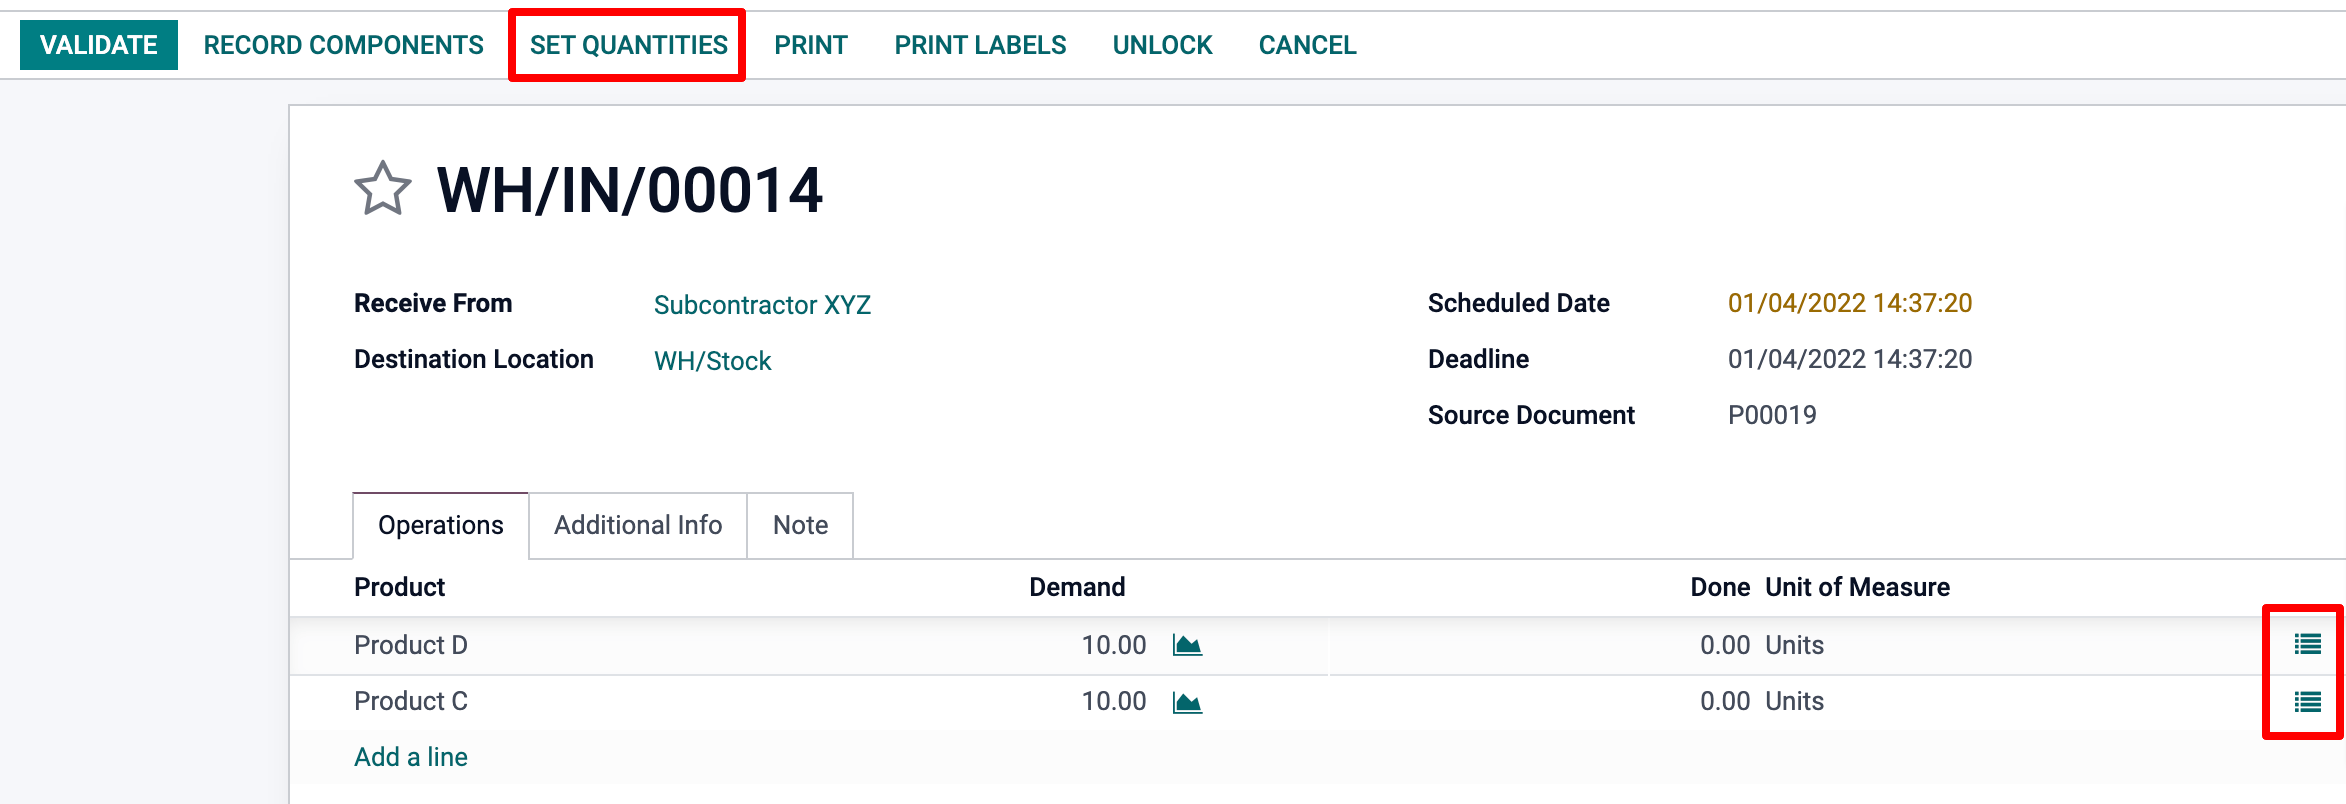 VALIDATE RECORD COMPONENTS SET QUANTITIES PRINT PRINT LABELS UNLOCK CANCEL
WH/IN/00014
Receive From Subcontractor XYZ Scheduled Date 01/04/2022 14:37:20
Destination Location WH/Stock Deadline 01/04/2022 14:37:20
Source Document P00019
Operations Additional Info Note
Product Demand Done Unit of Measure
Product D 10.00 0.00 Units
Product C 10.00 0.00 Units
Add a line